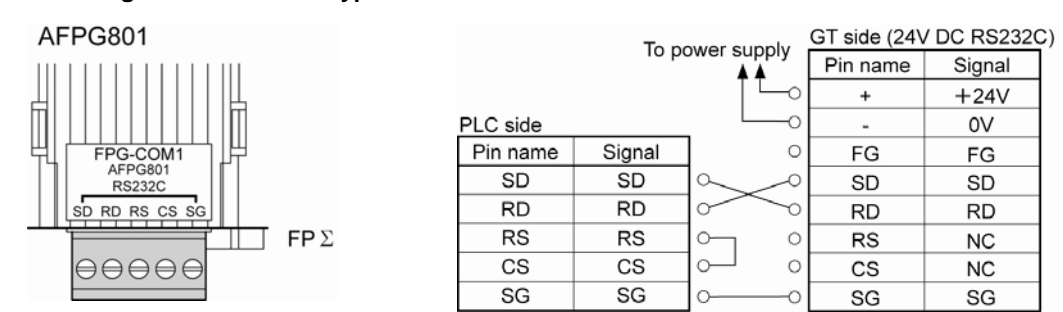 AFPG801
FPG-COM1
AFPG801
RS232C
SD RD RS CS SG
FP Σ
To power supply
PLC side
Pin name Signal
SD SD
RD RD
RS RS
CS CS
SG SG
GT side (24V DC RS232C)
Pin name Signal
+ +24V
- 0V
FG FG
SD SD
RD RD
RS NC
CS NC
SG SG